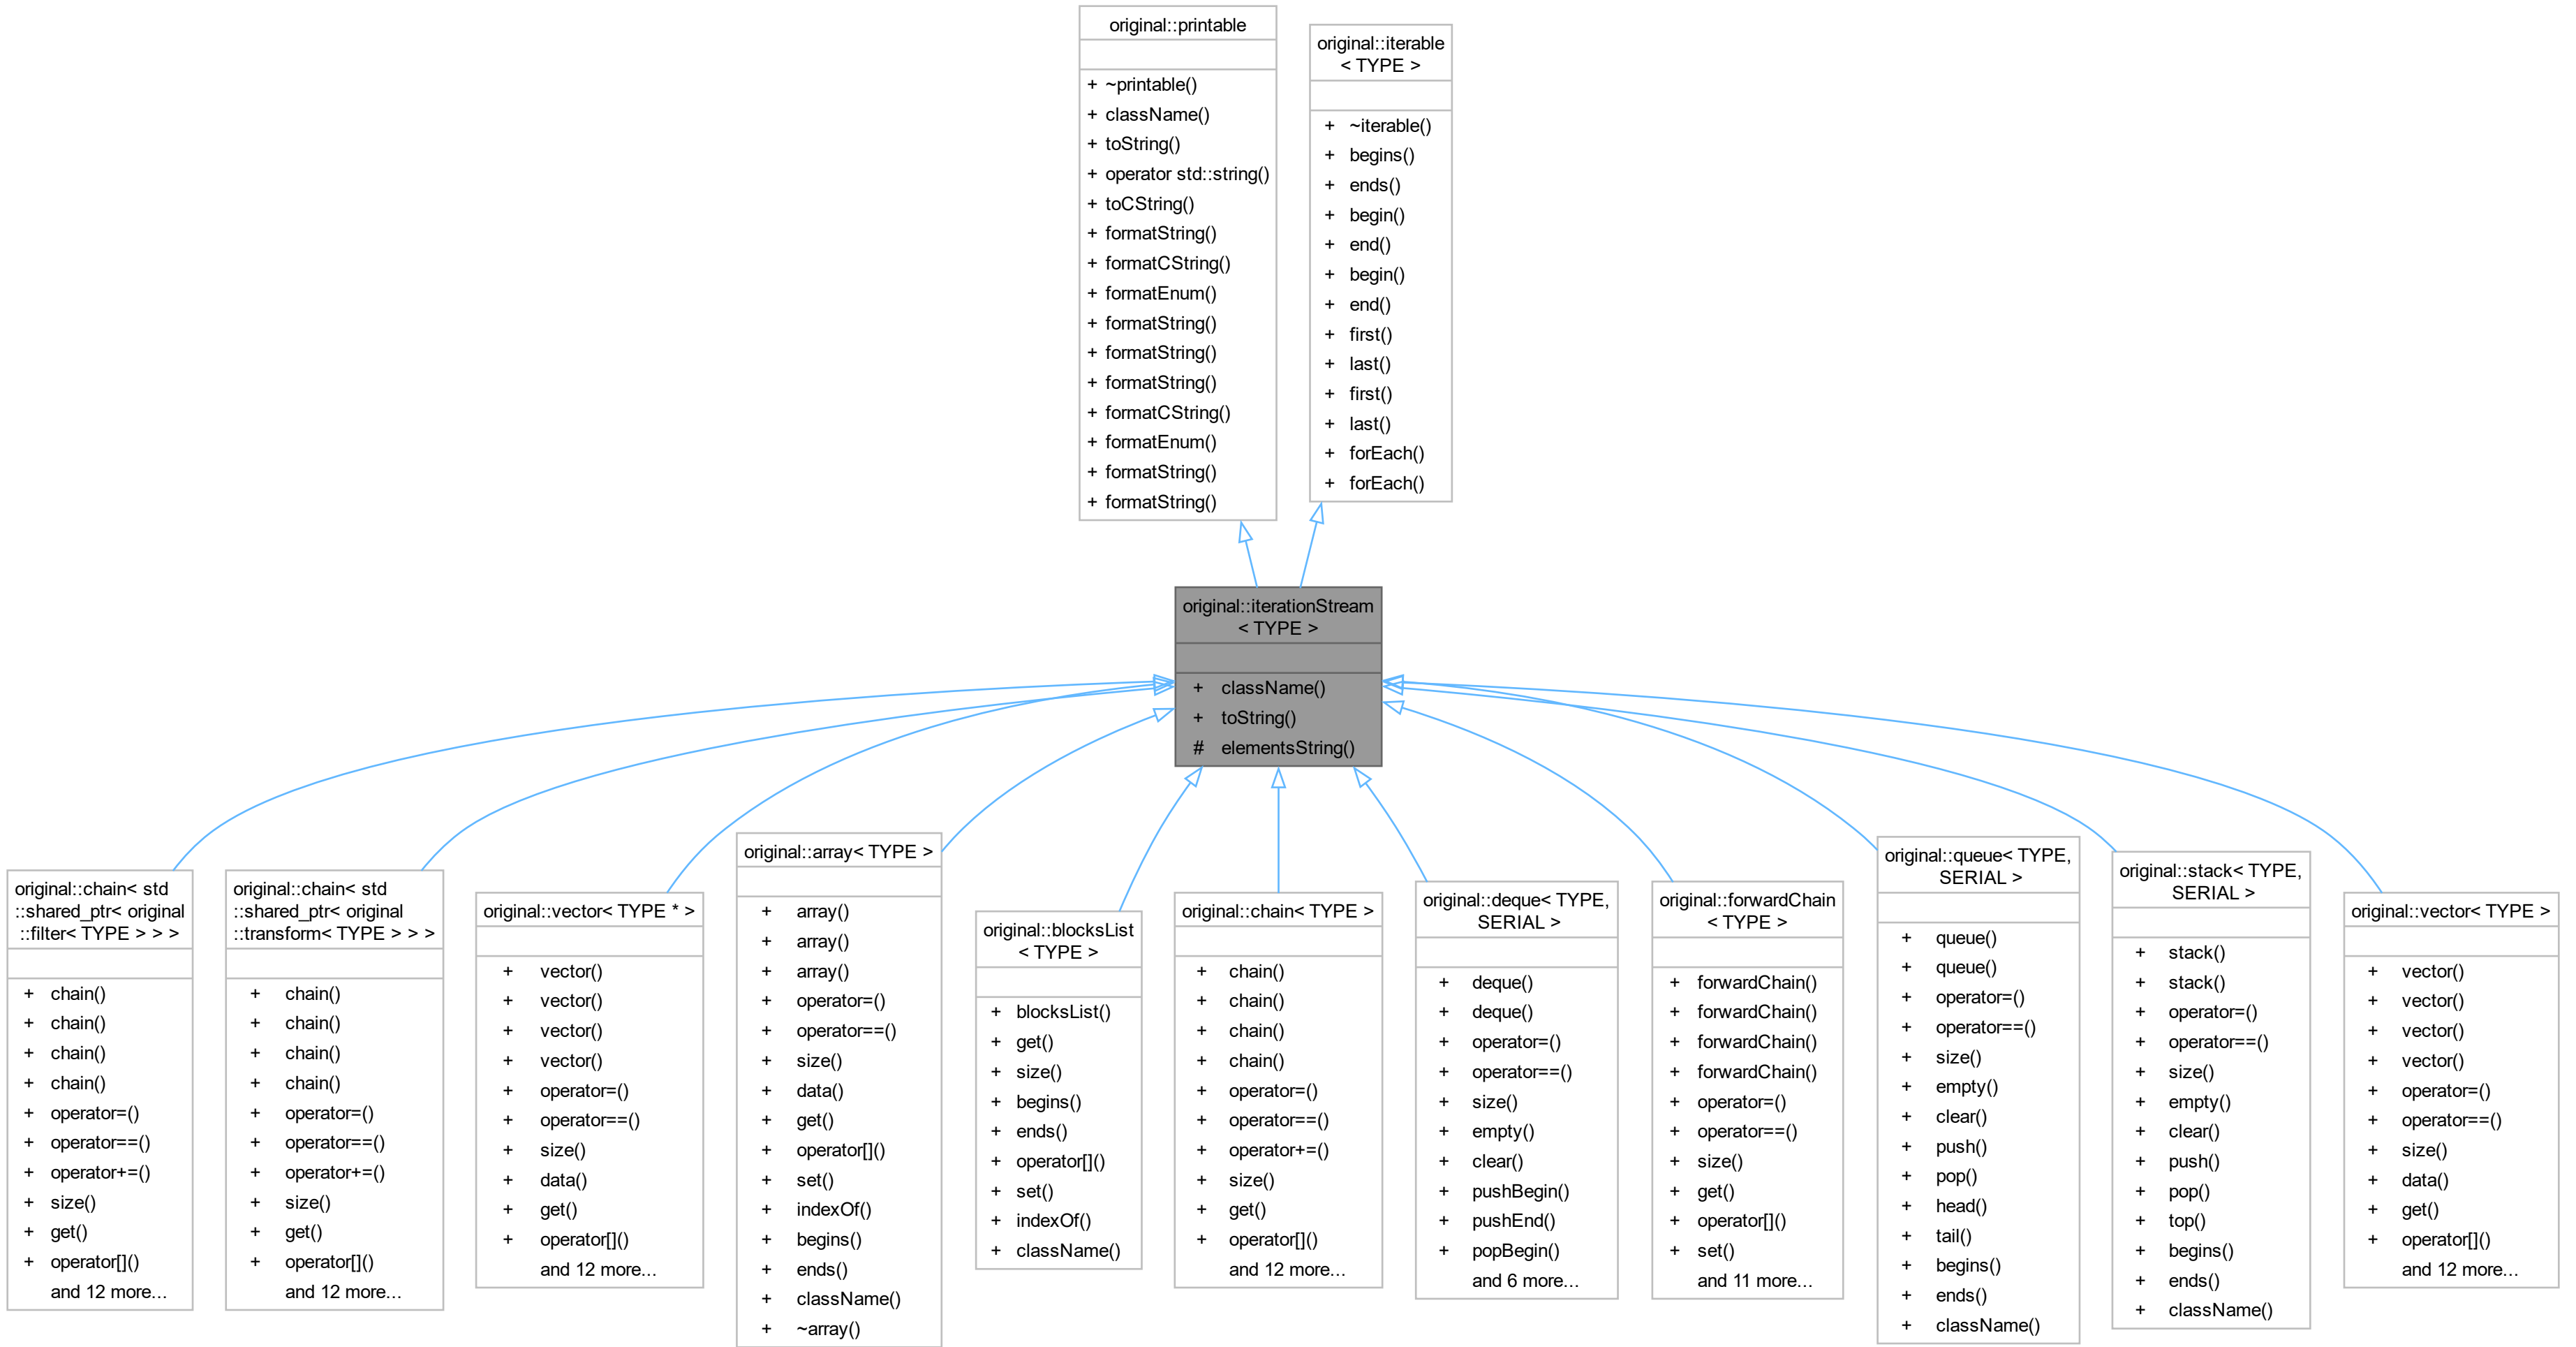 original::printable
+ ~printable()
+ className()
+ toString()
+ operator std::string()
+ toCString()
+ formatString()
+ formatCString()
+ formatEnum()
+ formatString()
+ formatString()
+ formatString()
+ formatCString()
+ formatEnum()
+ formatString()
+ formatString()
original::iterable
< TYPE >
+ ~iterable()
+ begins()
+ ends()
+ begin()
+ end()
+ begin()
+ end()
+ first()
+ last()
+ first()
+ last()
+ forEach()
+ forEach()
original::iterationStream
< TYPE >
+ className()
+ toString()
# elementsString()
original::chain< std
::shared_ptr< original
::filter< TYPE > > >
+ chain()
+ chain()
+ chain()
+ chain()
+ operator=()
+ operator==()
+ operator+=()
+ size()
+ get()
+ operator[]()
and 12 more...
original::chain< std
::shared_ptr< original
::transform< TYPE > > >
+ chain()
+ chain()
+ chain()
+ chain()
+ operator=()
+ operator==()
+ operator+=()
+ size()
+ get()
+ operator[]()
and 12 more...
original::vector< TYPE * >
+ vector()
+ vector()
+ vector()
+ vector()
+ operator=()
+ operator==()
+ size()
+ data()
+ get()
+ operator[]()
and 12 more...
original::array< TYPE >
+ array()
+ array()
+ array()
+ operator=()
+ operator==()
+ size()
+ data()
+ get()
+ operator[]()
+ set()
+ indexOf()
+ begins()
+ ends()
+ className()
+ ~array()
original::blocksList
< TYPE >
+ blocksList()
+ get()
+ size()
+ begins()
+ ends()
+ operator[]()
+ set()
+ indexOf()
+ className()
original::chain< TYPE >
+ chain()
+ chain()
+ chain()
+ chain()
+ operator=()
+ operator==()
+ operator+=()
+ size()
+ get()
+ operator[]()
and 12 more...
original::deque< TYPE,
SERIAL >
+ deque()
+ deque()
+ operator=()
+ operator==()
+ size()
+ empty()
+ clear()
+ pushBegin()
+ pushEnd()
+ popBegin()
and 6 more...
original::forwardChain
< TYPE >
+ forwardChain()
+ forwardChain()
+ forwardChain()
+ forwardChain()
+ operator=()
+ operator==()
+ size()
+ get()
+ operator[]()
+ set()
and 11 more...
original::queue< TYPE,
SERIAL >
+ queue()
+ queue()
+ operator=()
+ operator==()
+ size()
+ empty()
+ clear()
+ push()
+ pop()
+ head()
+ tail()
+ begins()
+ ends()
+ className()
original::stack< TYPE,
SERIAL >
+ stack()
+ stack()
+ operator=()
+ operator==()
+ size()
+ empty()
+ clear()
+ push()
+ pop()
+ top()
+ begins()
+ ends()
+ className()
original::vector< TYPE >
+ vector()
+ vector()
+ vector()
+ vector()
+ operator=()
+ operator==()
+ size()
+ data()
+ get()
+ operator[]()
and 12 more...